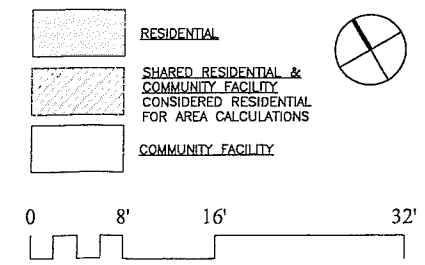 RESIDENTIAL
SHARED RESIDENTIAL &
COMMUNITY FACILITY
CONSIDERED RESIDENTIAL
FOR AREA CALCULATIONS
COMMUNITY FACILITY
0 8' 16' 32'